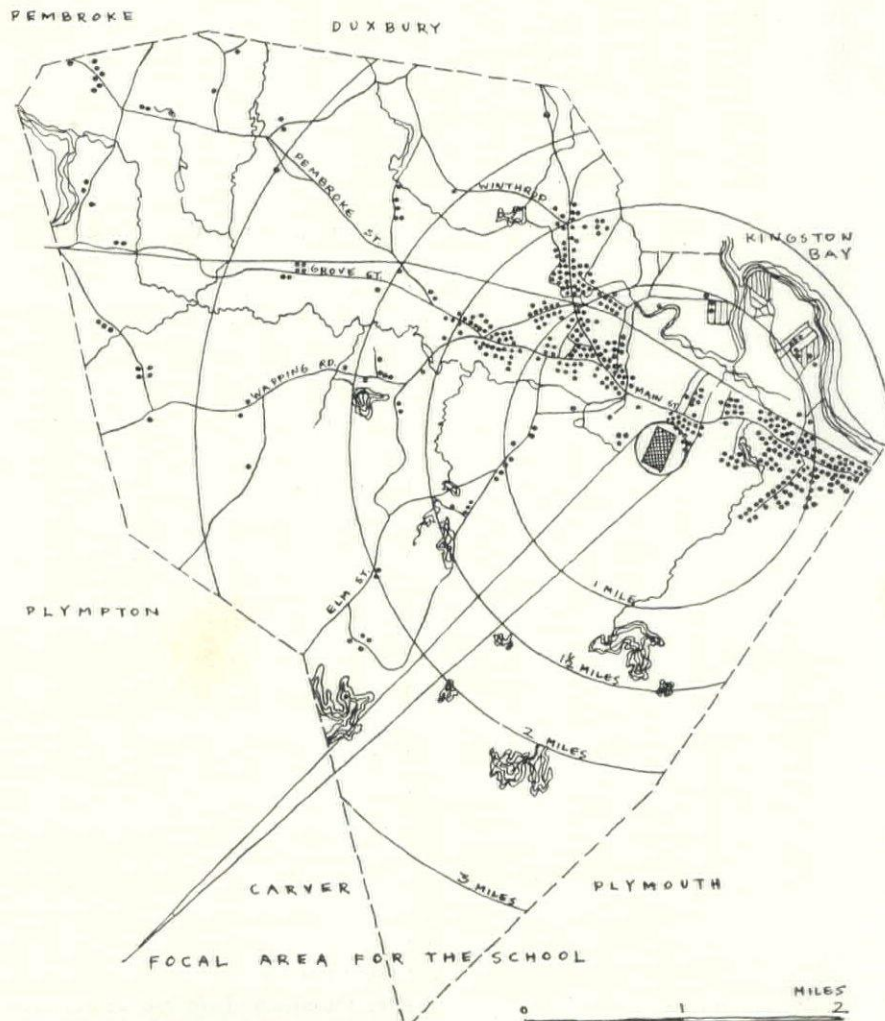 PEMBROKE
DUXBURY
WINTHROP
PEMBROKE ST.
KINGSTON
BAY
GROVE ST.
WAPPING RD.
MAIN ST.
1 MILE
ELM ST.
PLYMPTON
1½ MILES
2 MILES
3 MILES
CARVER
PLYMOUTH
FOCAL AREA FOR THE SCHOOL
MILES
0 1 2